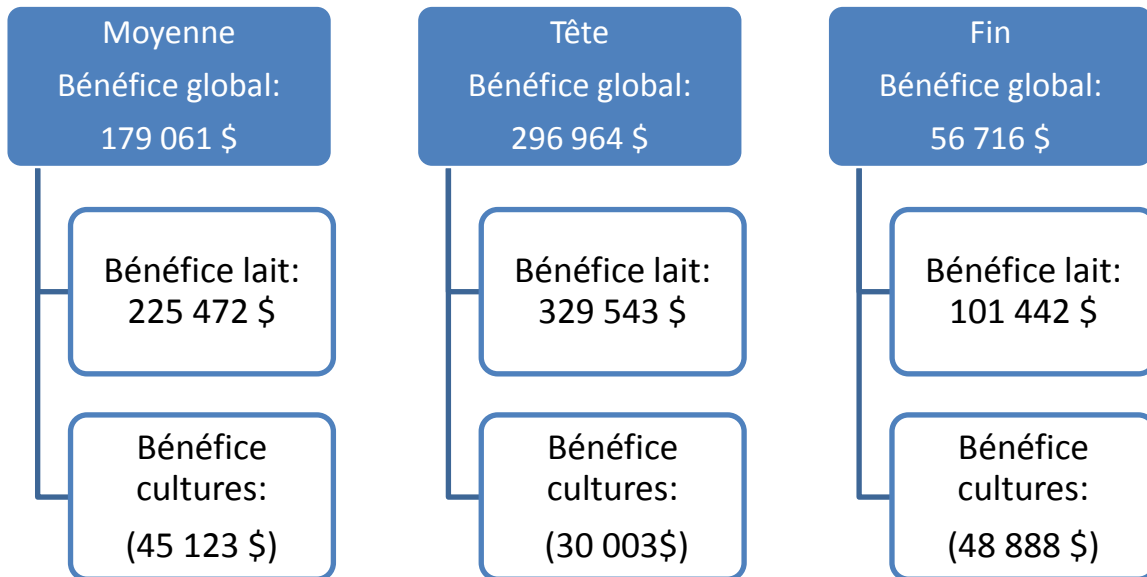 Moyenne
Bénéfice global:
179 061 $
Bénéfice lait:
225 472 $
Bénéfice
cultures:
(45 123 $)
Tête
Bénéfice global:
296 964 $
Bénéfice lait:
329 543 $
Bénéfice
cultures:
(30 003$)
Fin
Bénéfice global:
56 716 $
Bénéfice lait:
101 442 $
Bénéfice
cultures:
(48 888 $)